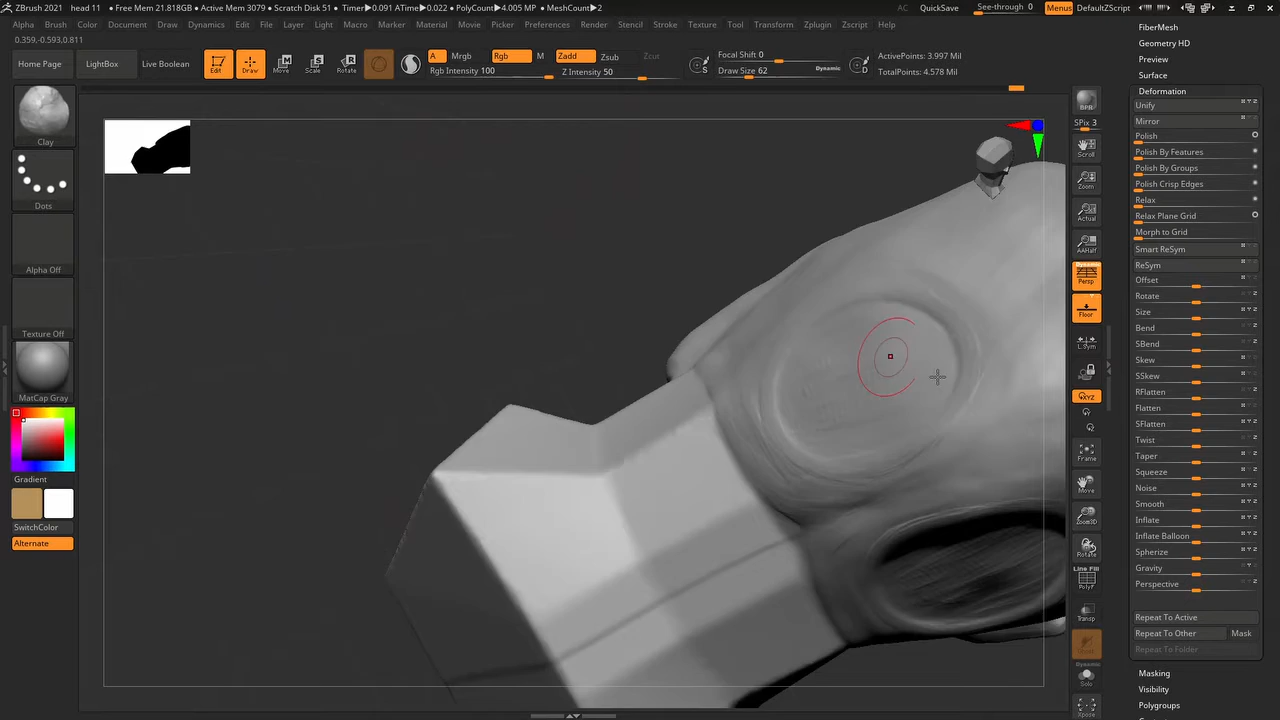 ZBrush 2021 head 11 • Free Mem 21.818GB • Active Mem 3079 • Scratch Disk 51 • Timer▶0.091 ATime▶0.022 • PolyCount▶4.005 MP • MeshCount▶2 AC QuickSave See-through 0 Menus DefaultZScript
Alpha Brush Color Document Draw Dynamics Edit File Layer Light Macro Marker Material Movie Picker Preferences Render Stencil Stroke Texture Tool Transform Zplugin Zscript Help
0.359,-0.593,0.811
Home Page
LightBox
Live Boolean
Edit
Draw
Move
Scale
Rotate
A
Mrgb
Rgb
M
Zadd
Zsub
Zcut
Rgb Intensity 100
Z Intensity 50
S
Focal Shift 0
Draw Size 62
Dynamic
D
ActivePoints: 3.997 Mil
TotalPoints: 4.578 Mil
Clay
Dots
Alpha Off
Texture Off
MatCap Gray
Gradient
SwitchColor
Alternate
BPR
SPix 3
Scroll
Zoom
Actual
AAHalf
Dynamic
Persp
Floor
L.Sym
XYZ
Y
Z
Frame
Move
Zoom3D
Rotate
Line Fill
PolyF
Transp
Dynamic
Solo
Xpose
FiberMesh
Geometry HD
Preview
Surface
Deformation
Unify
Mirror
Polish
Polish By Features
Polish By Groups
Polish Crisp Edges
Relax
Relax Plane Grid
Morph to Grid
Smart ReSym
ReSym
Offset
Rotate
Size
Bend
SBend
Skew
SSkew
RFlatten
Flatten
SFlatten
Twist
Taper
Squeeze
Noise
Smooth
Inflate
Inflate Balloon
Spherize
Gravity
Perspective
Repeat To Active
Repeat To Other Mask
Repeat To Folder
Masking
Visibility
Polygroups